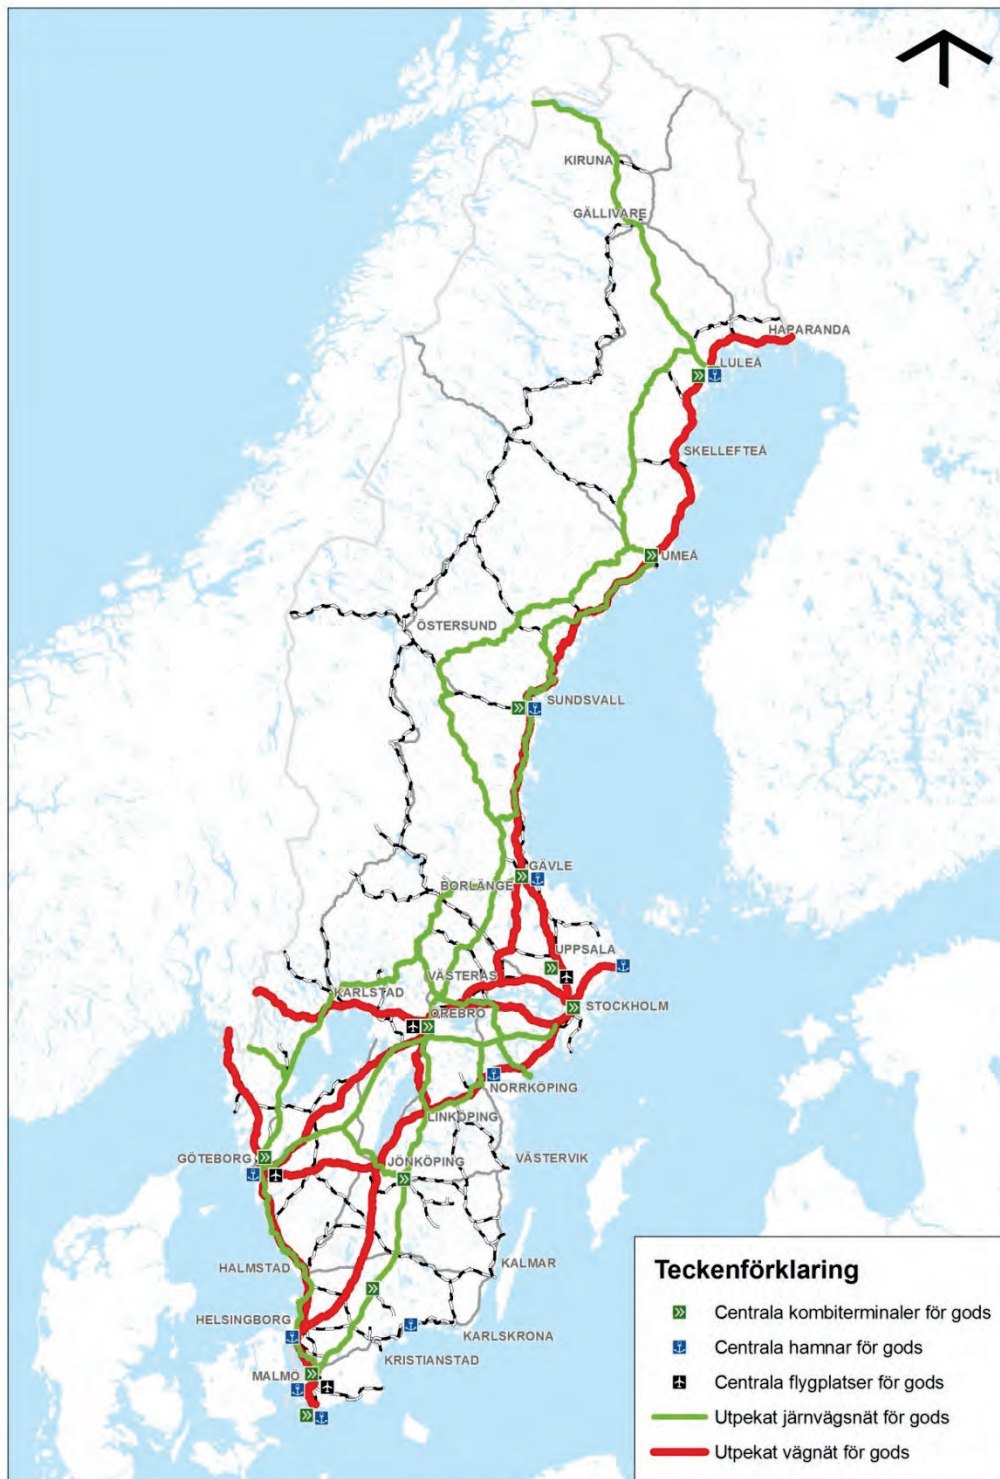 KIRUNA
GÄLLIVARE
HAPARANDA
LULEÅ
SKELLEFTEÅ
UMEÅ
ÖSTERSUND
SUNDSVALL
GÄVLE
BORLÄNGE
UPPSALA
VÄSTERÅS
KARLSTAD
STOCKHOLM
ÖREBRO
NORRKÖPING
LINKÖPING
GÖTEBORG
JÖNKÖPING
VÄSTERVIK
HALMSTAD
KALMAR
HELSINGBORG
KARLSKRONA
KRISTIANSTAD
MALMÖ
Teckenförklaring
Centrala kombiterminaler för gods
Centrala hamnar för gods
Centrala flygplatser för gods
Utpekat järnvägsnät för gods
Utpekat vägnät för gods